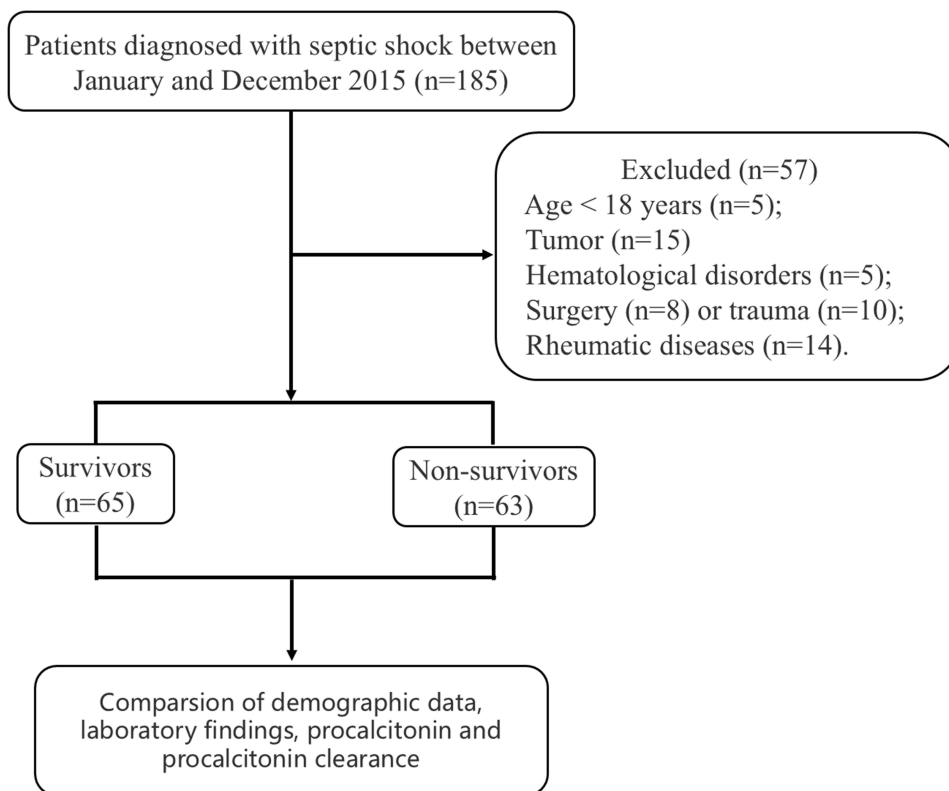 Patients diagnosed with septic shock between
January and December 2015 (n=185)
Excluded (n=57)
Age < 18 years (n=5);
Tumor (n=15)
Hematological disorders (n=5);
Surgery (n=8) or trauma (n=10);
Rheumatic diseases (n=14).
Survivors
(n=65)
Non-survivors
(n=63)
Comparsion of demographic data,
laboratory findings, procalcitonin and
procalcitonin clearance